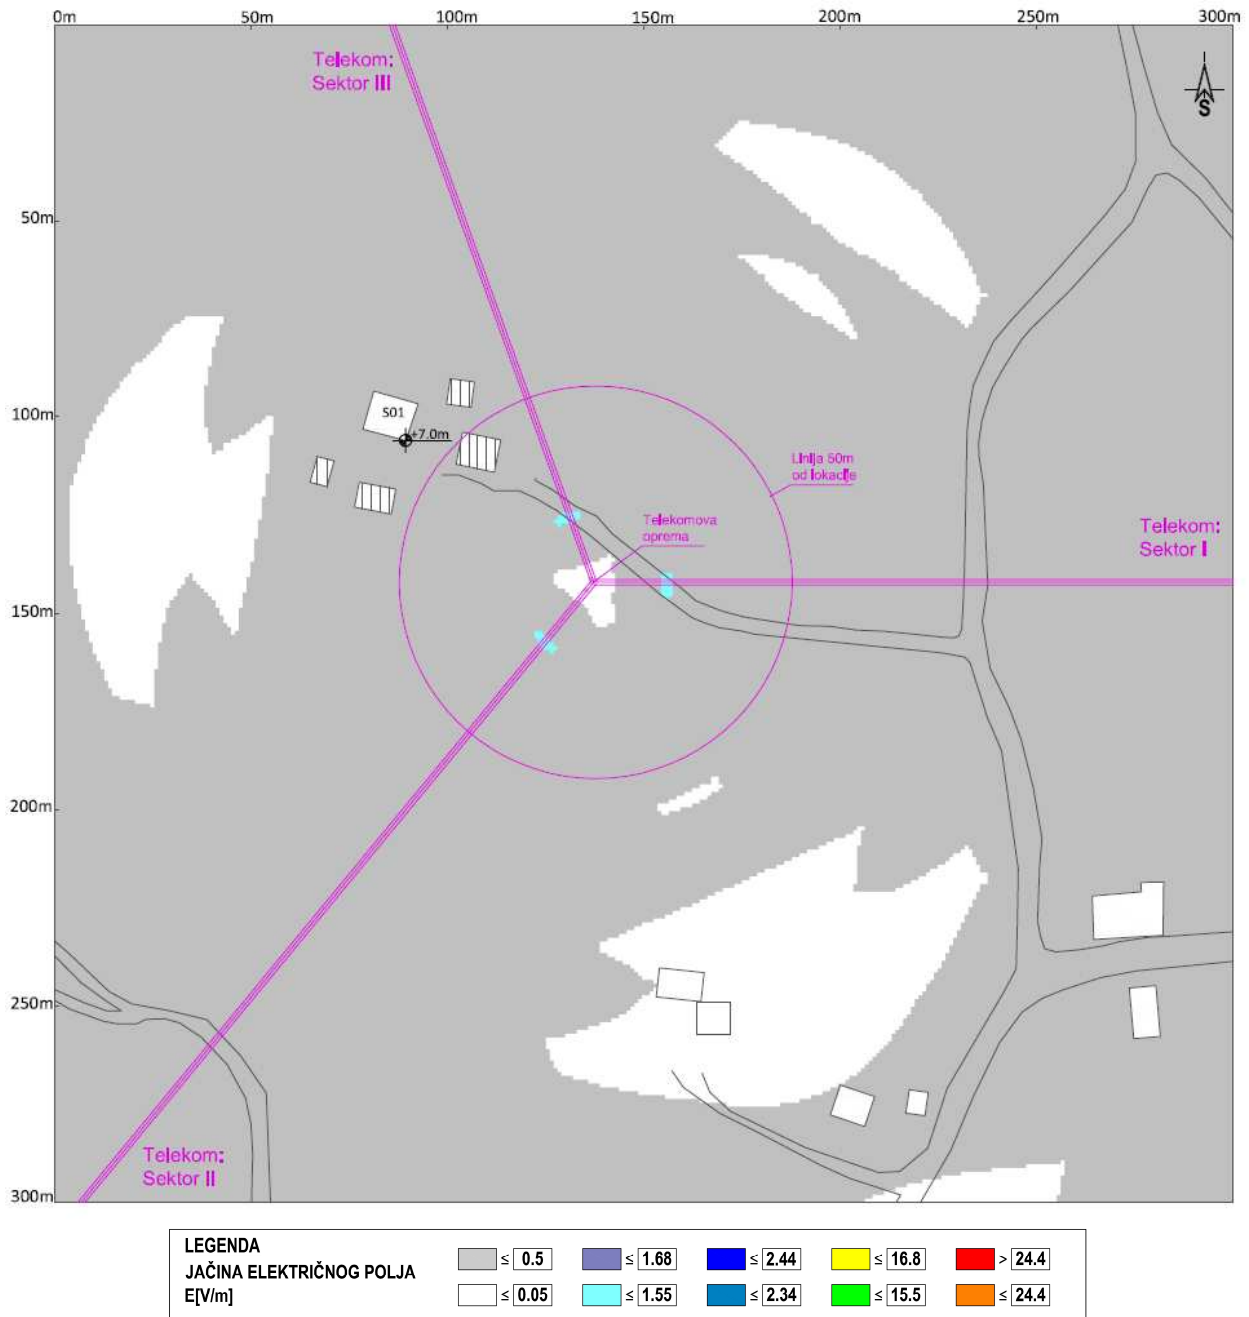 0m
50m
100m
150m
200m
250m
300m
Telekom:
Sektor III
S
50m
100m
S01
+7.0m
Linija 50m
od lokacije
Telekomova
oprema
Telekom:
Sektor I
150m
200m
250m
Telekom:
Sektor II
300m
LEGENDA
JAČINA ELEKTRIČNOG POLJA
E[V/m]
≤ 0.5
≤ 1.68
≤ 2.44
≤ 16.8
> 24.4
≤ 0.05
≤ 1.55
≤ 2.34
≤ 15.5
≤ 24.4